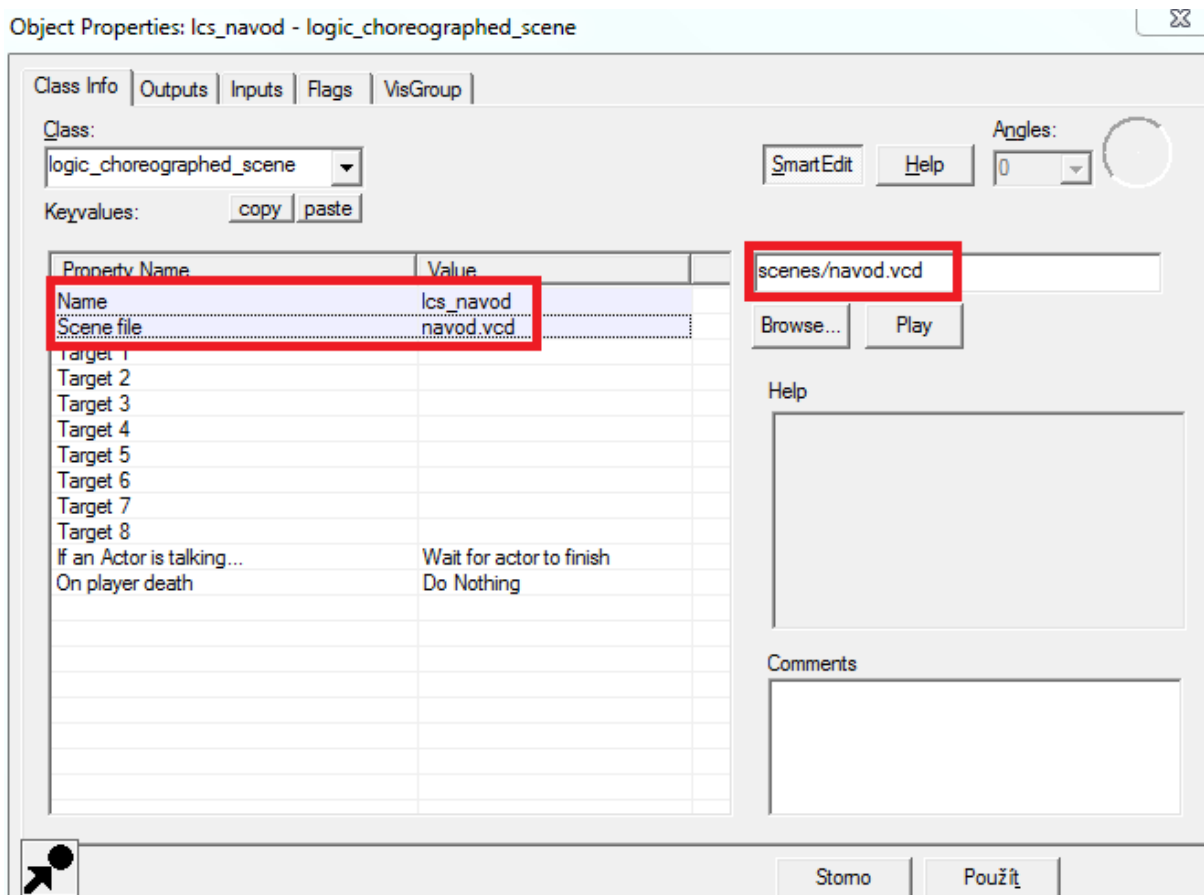 Object Properties: lcs_navod - logic_choreographed_scene
Class Info Outputs Inputs Flags VisGroup
Class:
Angles:
logic_choreographed_scene
SmartEdit Help 0
Keyvalues: copy paste
Property Name Value
scenes/navod.vcd
Name lcs_navod
Scene file navod.vcd
Browse... Play
Target 1
Target 2
Target 3
Target 4
Target 5
Target 6
Target 7
Target 8
If an Actor is talking... Wait for actor to finish
On player death Do Nothing
Help
Comments
Storno Použít